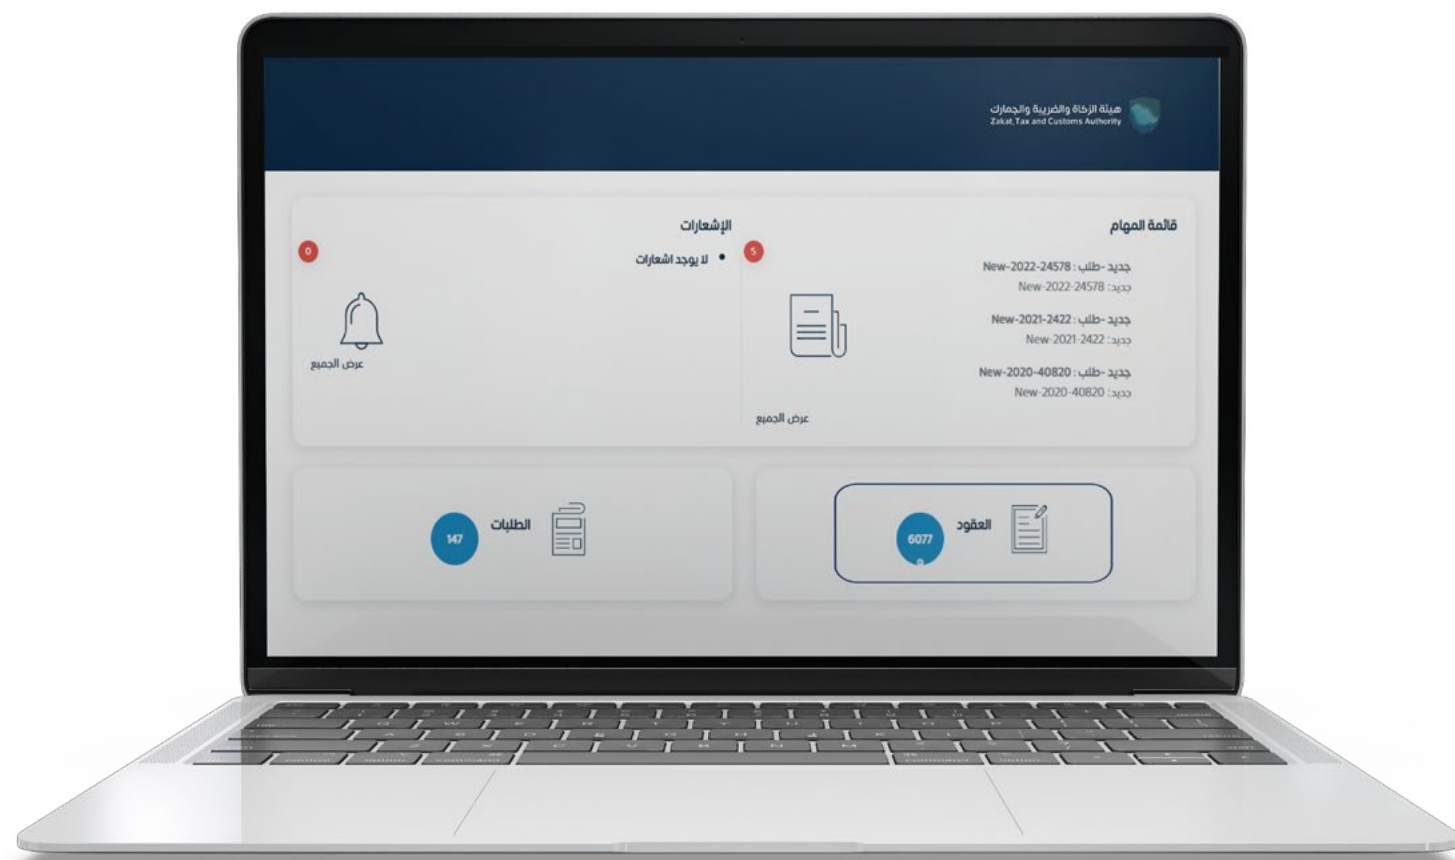 هيئة الزكاة والضريبة والجمارك
Zakat, Tax and Customs Authority
قائمة المهام
5
جديد -طلب : New-2022-24578
جديد: New-2022-24578
جديد -طلب : New-2021-2422
جديد: New-2021-2422
جديد -طلب : New-2020-40820
جديد: New-2020-40820
عرض الجميع
الإشعارات
0
لا يوجد اشعارات
عرض الجميع
العقود
6077
الطلبات
147